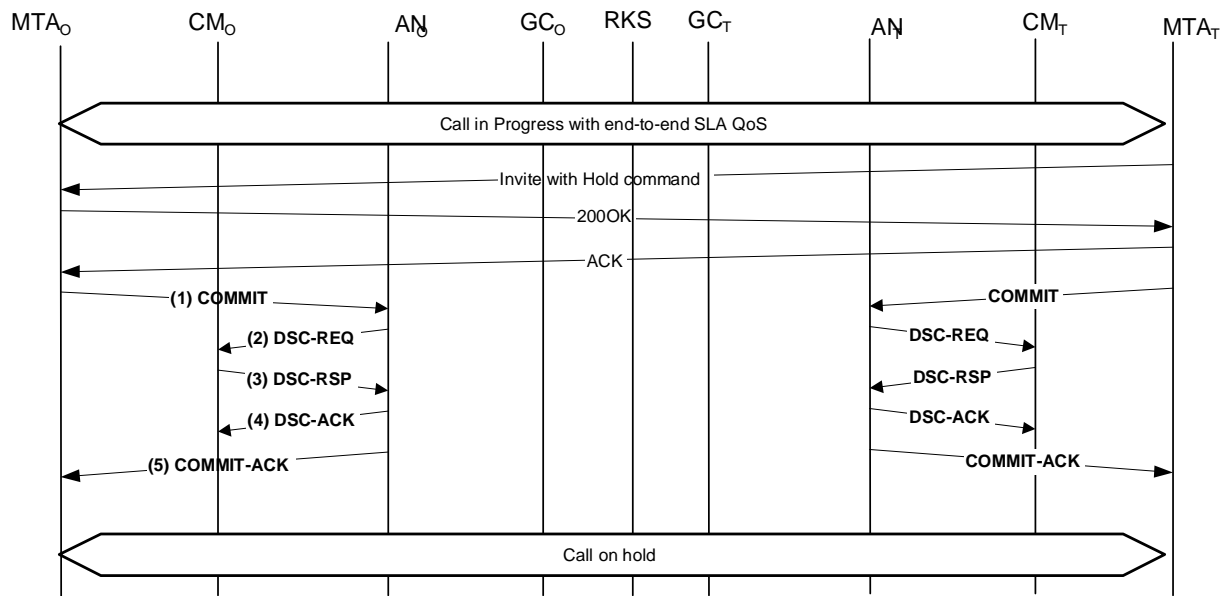 MTAO CMO ANO GCO RKS GCT ANT CMT MTAT
Call in Progress with end-to-end SLA QoS
Invite with Hold command
200OK
ACK
(1) COMMIT COMMIT
(2) DSC-REQ DSC-REQ
(3) DSC-RSP DSC-RSP
(4) DSC-ACK DSC-ACK
(5) COMMIT-ACK COMMIT-ACK
Call on hold